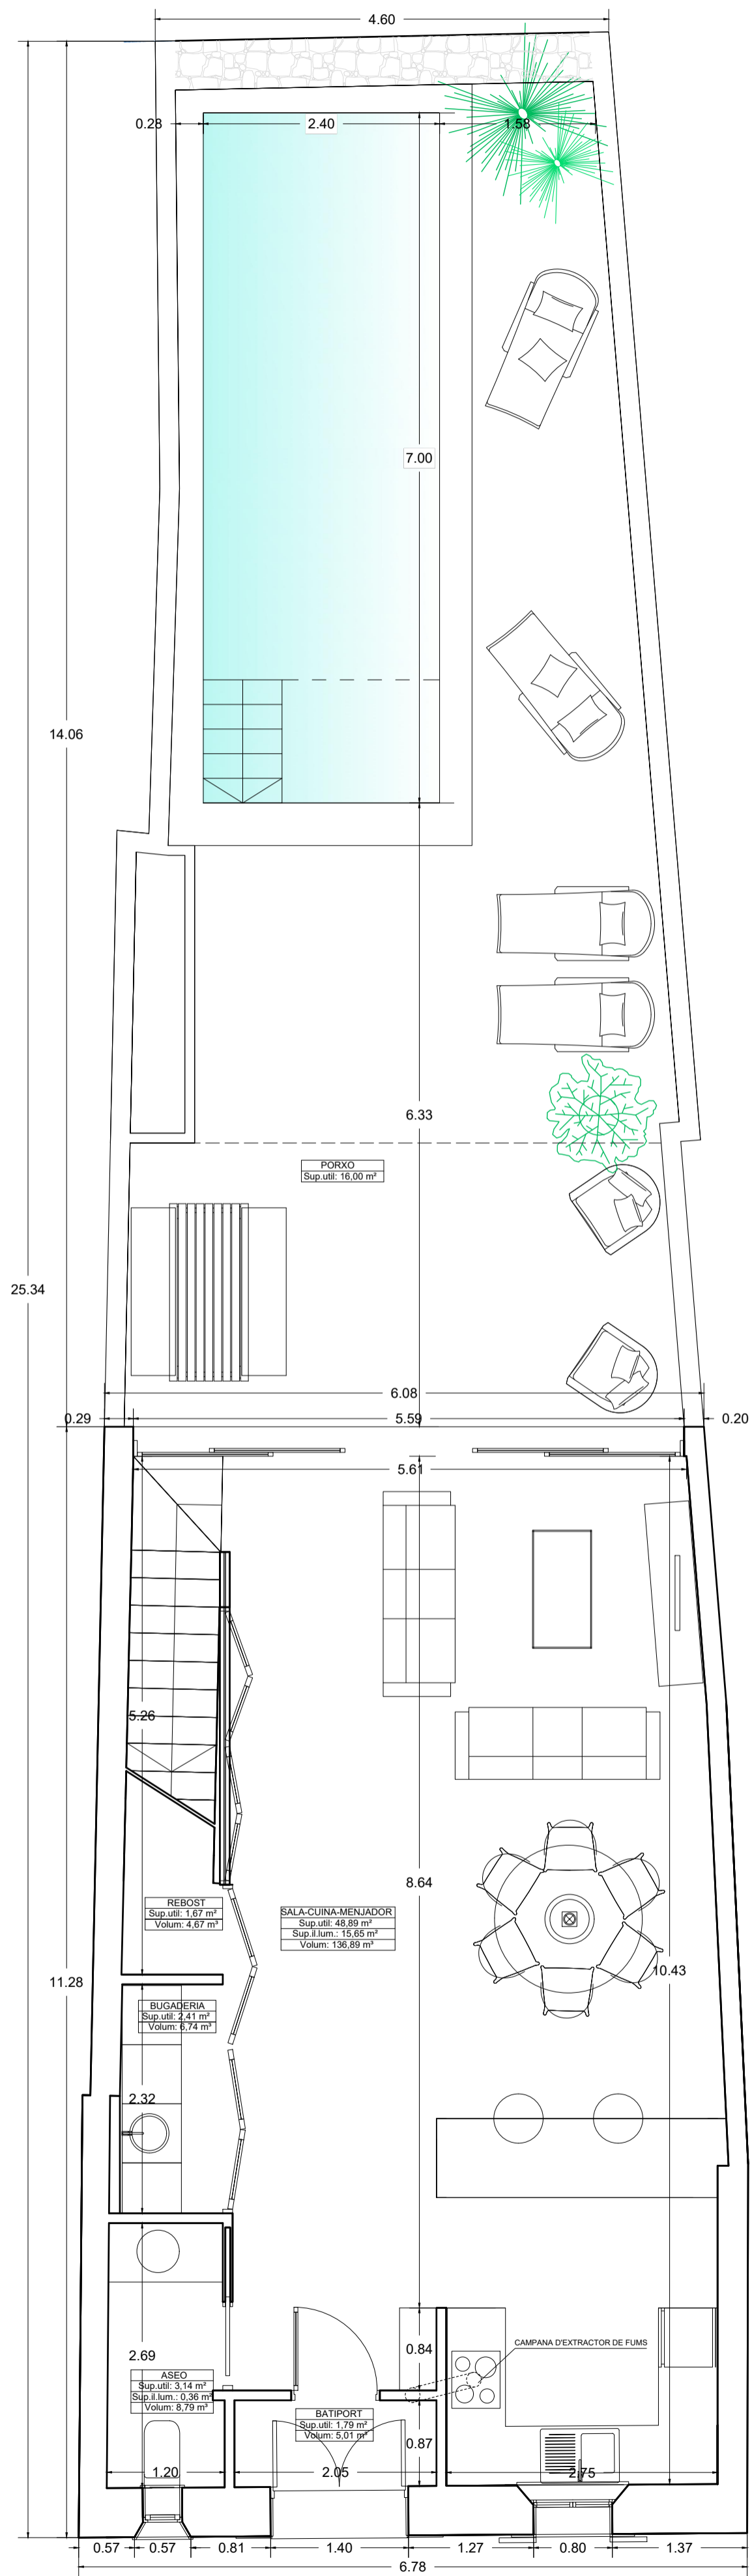 4.60
0.28
2.40
1.58
7.00
14.06
6.33
PORXO
Sup.util: 16,00 m²
25.34
6.08
0.29
5.59
0.20
5.61
5.26
8.64
REBOST
Sup.util: 1,67 m²
Volum: 4,67 m³
SALA-CUINA-MENJADOR
Sup.util: 48,89 m²
Sup.il.lum.: 15,65 m²
Volum: 136,89 m³
10.43
11.28
BUGADERIA
Sup.util: 2,41 m²
Volum: 6,74 m³
2.32
CAMPANA D'EXTRACTOR DE FUMS
0.84
2.69
ASEO
Sup.util: 3,14 m²
Sup.il.lum.: 0,36 m²
Volum: 8,79 m³
BATIPORT
Sup.util: 1,79 m²
Volum: 5,01 m³
0.87
1.20
2.05
2.75
0.57
0.57
0.81
1.40
1.27
0.80
1.37
6.78